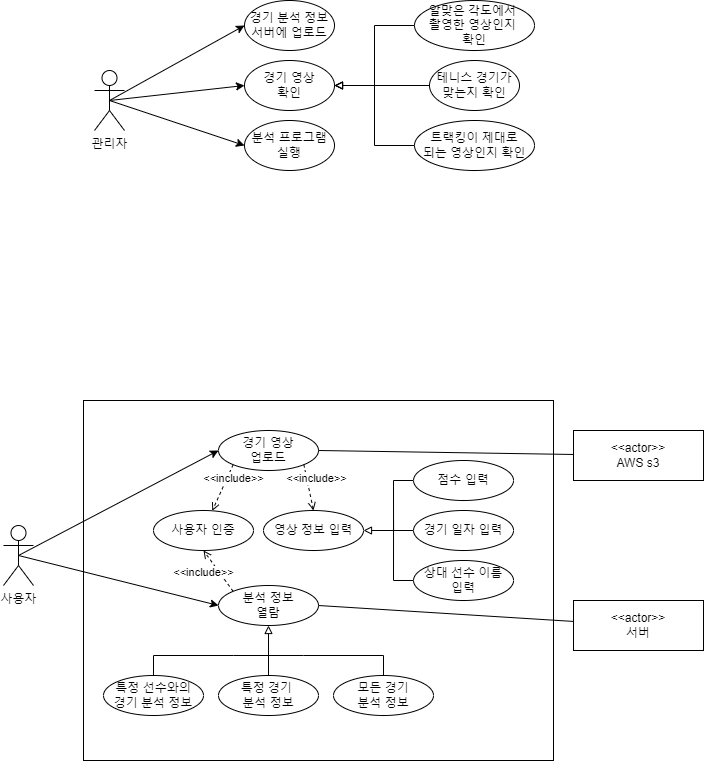 경기 분석 정보
서버에 업로드
알맞은 각도에서
촬영한 영상인지
확인
경기 영상
확인
테니스 경기가
맞는지 확인
관리자
분석 프로그램
실행
트랙킹이 제대로
되는 영상인지 확인
경기 영상
업로드
<<actor>>
AWS s3
<<include>>
<<include>>
점수 입력
사용자 인증
영상 정보 입력
경기 일자 입력
<<include>>
상대 선수 이름
입력
사용자
분석 정보
열람
<<actor>>
서버
특정 선수와의
경기 분석 정보
특정 경기
분석 정보
모든 경기
분석 정보